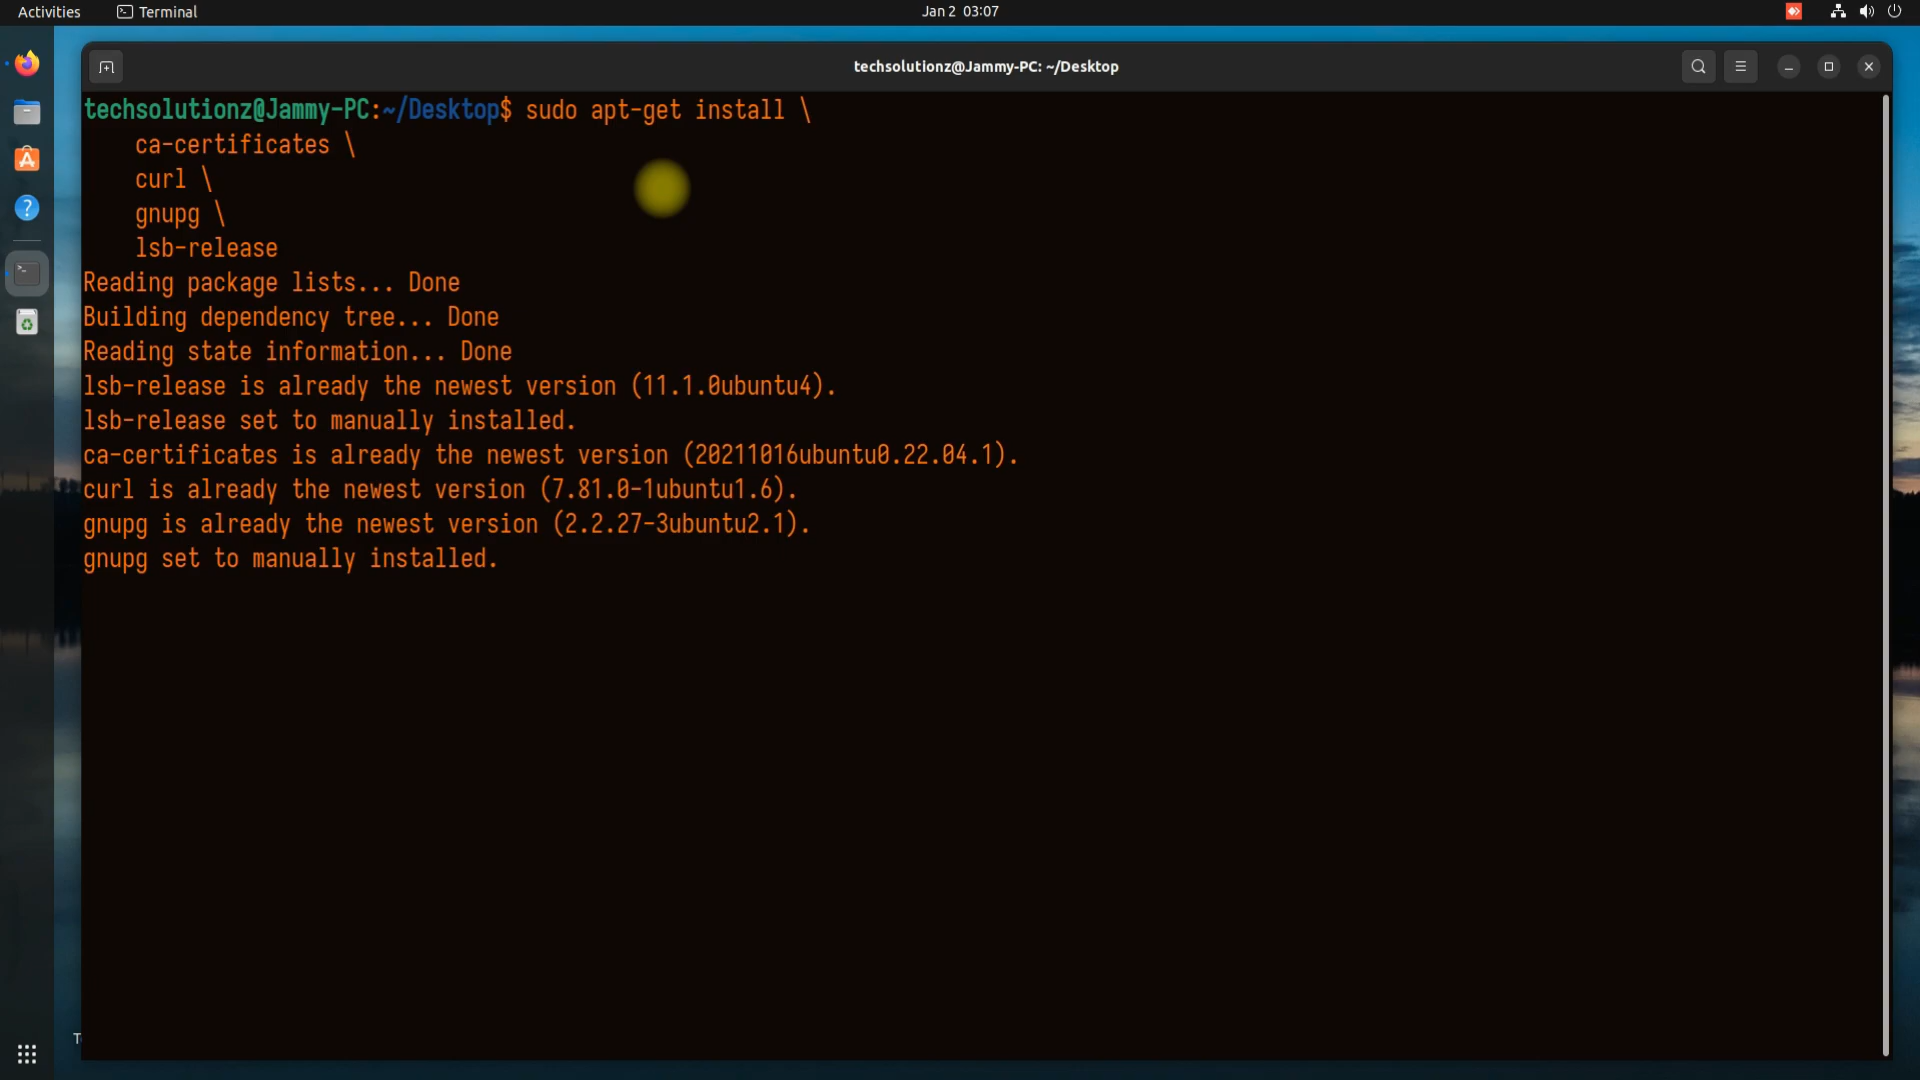 Activities
Terminal
Jan 2 03:07
techsolutionz@Jammy-PC: ~/Desktop
techsolutionz@Jammy-PC:~/Desktop$ sudo apt-get install \
ca-certificates \
curl \
gnupg \
lsb-release
Reading package lists... Done
Building dependency tree... Done
Reading state information... Done
lsb-release is already the newest version (11.1.0ubuntu4).
lsb-release set to manually installed.
ca-certificates is already the newest version (20211016ubuntu0.22.04.1).
curl is already the newest version (7.81.0-1ubuntu1.6).
gnupg is already the newest version (2.2.27-3ubuntu2.1).
gnupg set to manually installed.